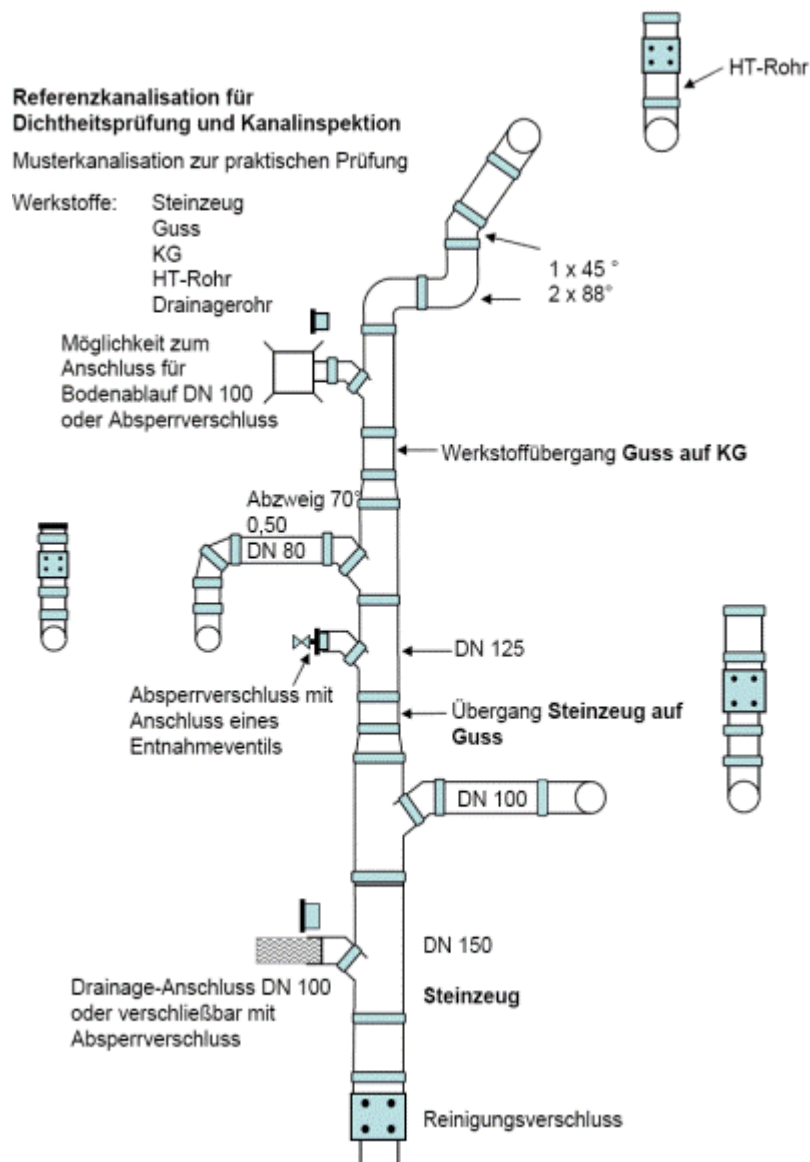 HT-Rohr
Referenzkanalisation für
Dichtheitsprüfung und Kanalinspektion
Musterkanalisation zur praktischen Prüfung
Werkstoffe: Steinzeug
Guss
KG
HT-Rohr
Drainagerohr
1 x 45 °
2 x 88°
Möglichkeit zum
Anschluss für
Bodenablauf DN 100
oder Absperrverschluss
Werkstoffübergang Guss auf KG
Abzweig 70°
0,50
DN 80
DN 125
Absperrverschluss mit
Anschluss eines
Entnahmeventils
Übergang Steinzeug auf
Guss
DN 100
DN 150
Steinzeug
Drainage-Anschluss DN 100
oder verschließbar mit
Absperrverschluss
Reinigungsverschluss